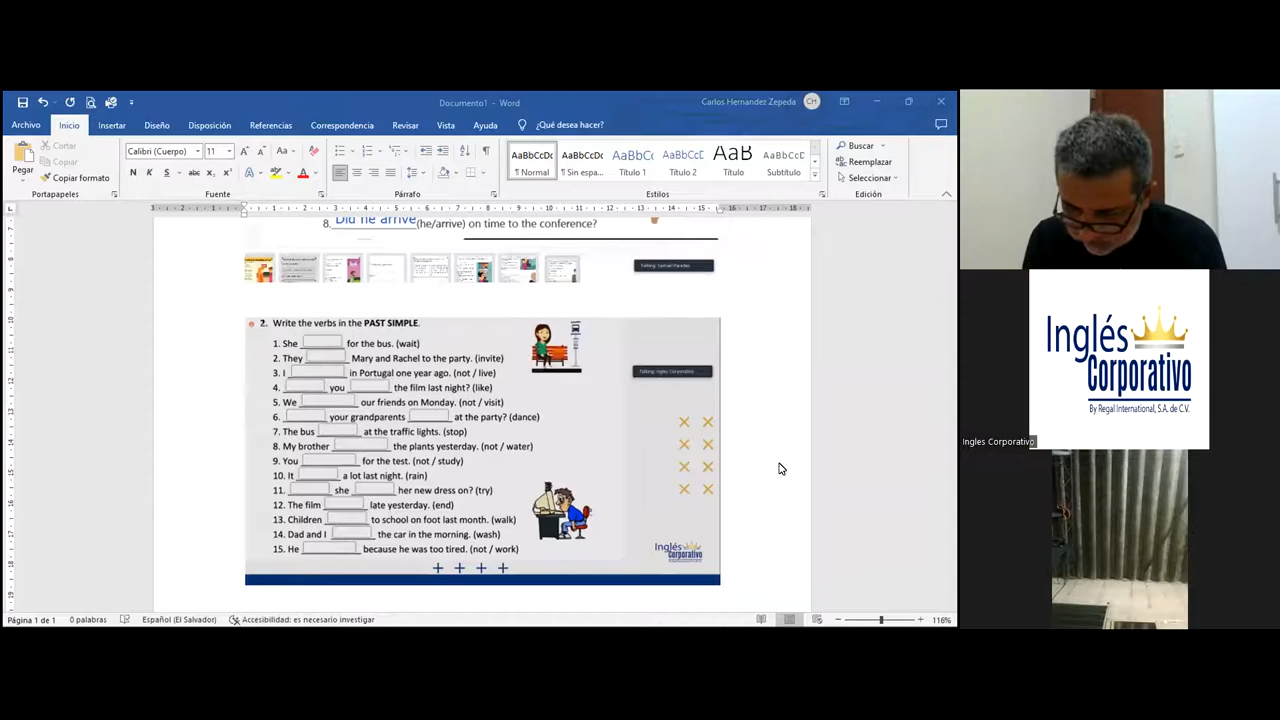 Documento1 - Word
Carlos Hernandez Zepeda
CH
Archivo
Inicio
Insertar
Diseño
Disposición
Referencias
Correspondencia
Revisar
Vista
Ayuda
¿Qué desea hacer?
Pegar
Cortar
Copiar
Copiar formato
Portapapeles
Calibri (Cuerpo)
11
Fuente
Párrafo
AaBbCcDc
¶ Normal
AaBbCcDc
¶ Sin espa...
AaBbCc
Título 1
AaBbCcD
Título 2
AaB
Título
AaBbCcD
Subtítulo
Estilos
Buscar
Reemplazar
Seleccionar
Edición
8. Did he arrive (he/arrive) on time to the conference?
Talking: Samuel Paredes
2. Write the verbs in the PAST SIMPLE.
1. She for the bus. (wait)
2. They Mary and Rachel to the party. (invite)
3. I in Portugal one year ago. (not / live)
4. you the film last night? (like)
5. We our friends on Monday. (not / visit)
6. your grandparents at the party? (dance)
7. The bus at the traffic lights. (stop)
8. My brother the plants yesterday. (not / water)
9. You for the test. (not / study)
10. It a lot last night. (rain)
11. she her new dress on? (try)
12. The film late yesterday. (end)
13. Children to school on foot last month. (walk)
14. Dad and I the car in the morning. (wash)
15. He because he was too tired. (not / work)
Talking: Ingles Corporativo
Inglés
Corporativo
Página 1 de 1
0 palabras
Español (El Salvador)
Accesibilidad: es necesario investigar
116%
Inglés
Corporativo
By Regal International, S.A. de C.V.
Ingles Corporativo